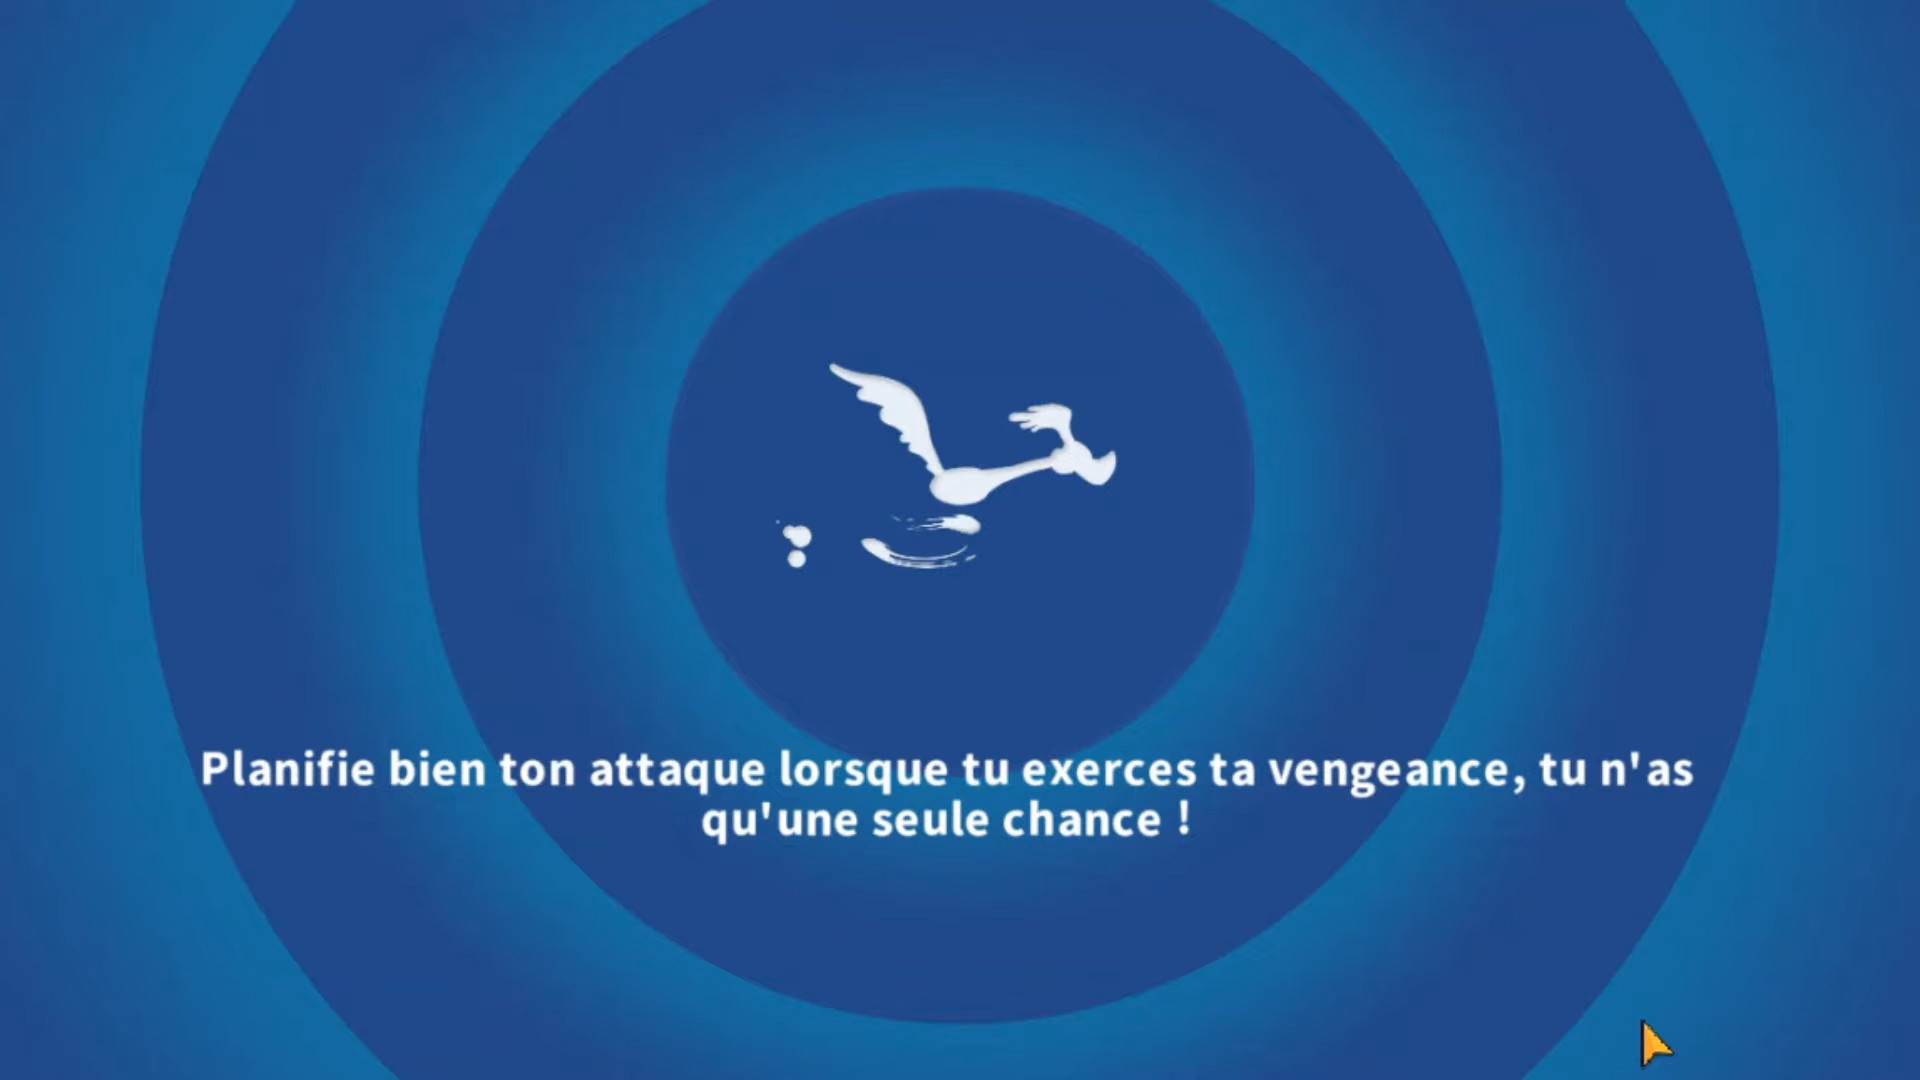 Planifie bien ton attaque lorsque tu exerces ta vengeance, tu n'as
qu'une seule chance !